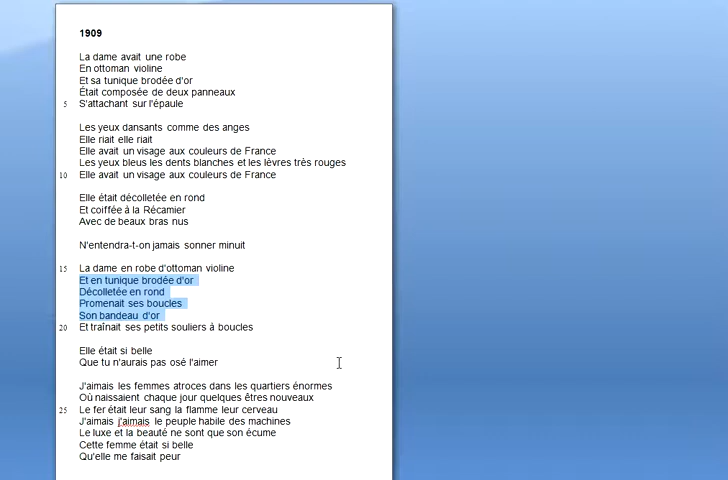 1909
La dame avait une robe
En ottoman violine
Et sa tunique brodée d'or
Était composée de deux panneaux
5 S'attachant sur l'épaule
Les yeux dansants comme des anges
Elle riait elle riait
Elle avait un visage aux couleurs de France
Les yeux bleus les dents blanches et les lèvres très rouges
10 Elle avait un visage aux couleurs de France
Elle était décolletée en rond
Et coiffée à la Récamier
Avec de beaux bras nus
N'entendra-t-on jamais sonner minuit
15 La dame en robe d'ottoman violine
Et en tunique brodée d'or
Décolletée en rond
Promenait ses boucles
Son bandeau d'or
20 Et traînait ses petits souliers à boucles
Elle était si belle
Que tu n'aurais pas osé l'aimer
J'aimais les femmes atroces dans les quartiers énormes
Où naissaient chaque jour quelques êtres nouveaux
25 Le fer était leur sang la flamme leur cerveau
J'aimais j'aimais le peuple habile des machines
Le luxe et la beauté ne sont que son écume
Cette femme était si belle
Qu'elle me faisait peur